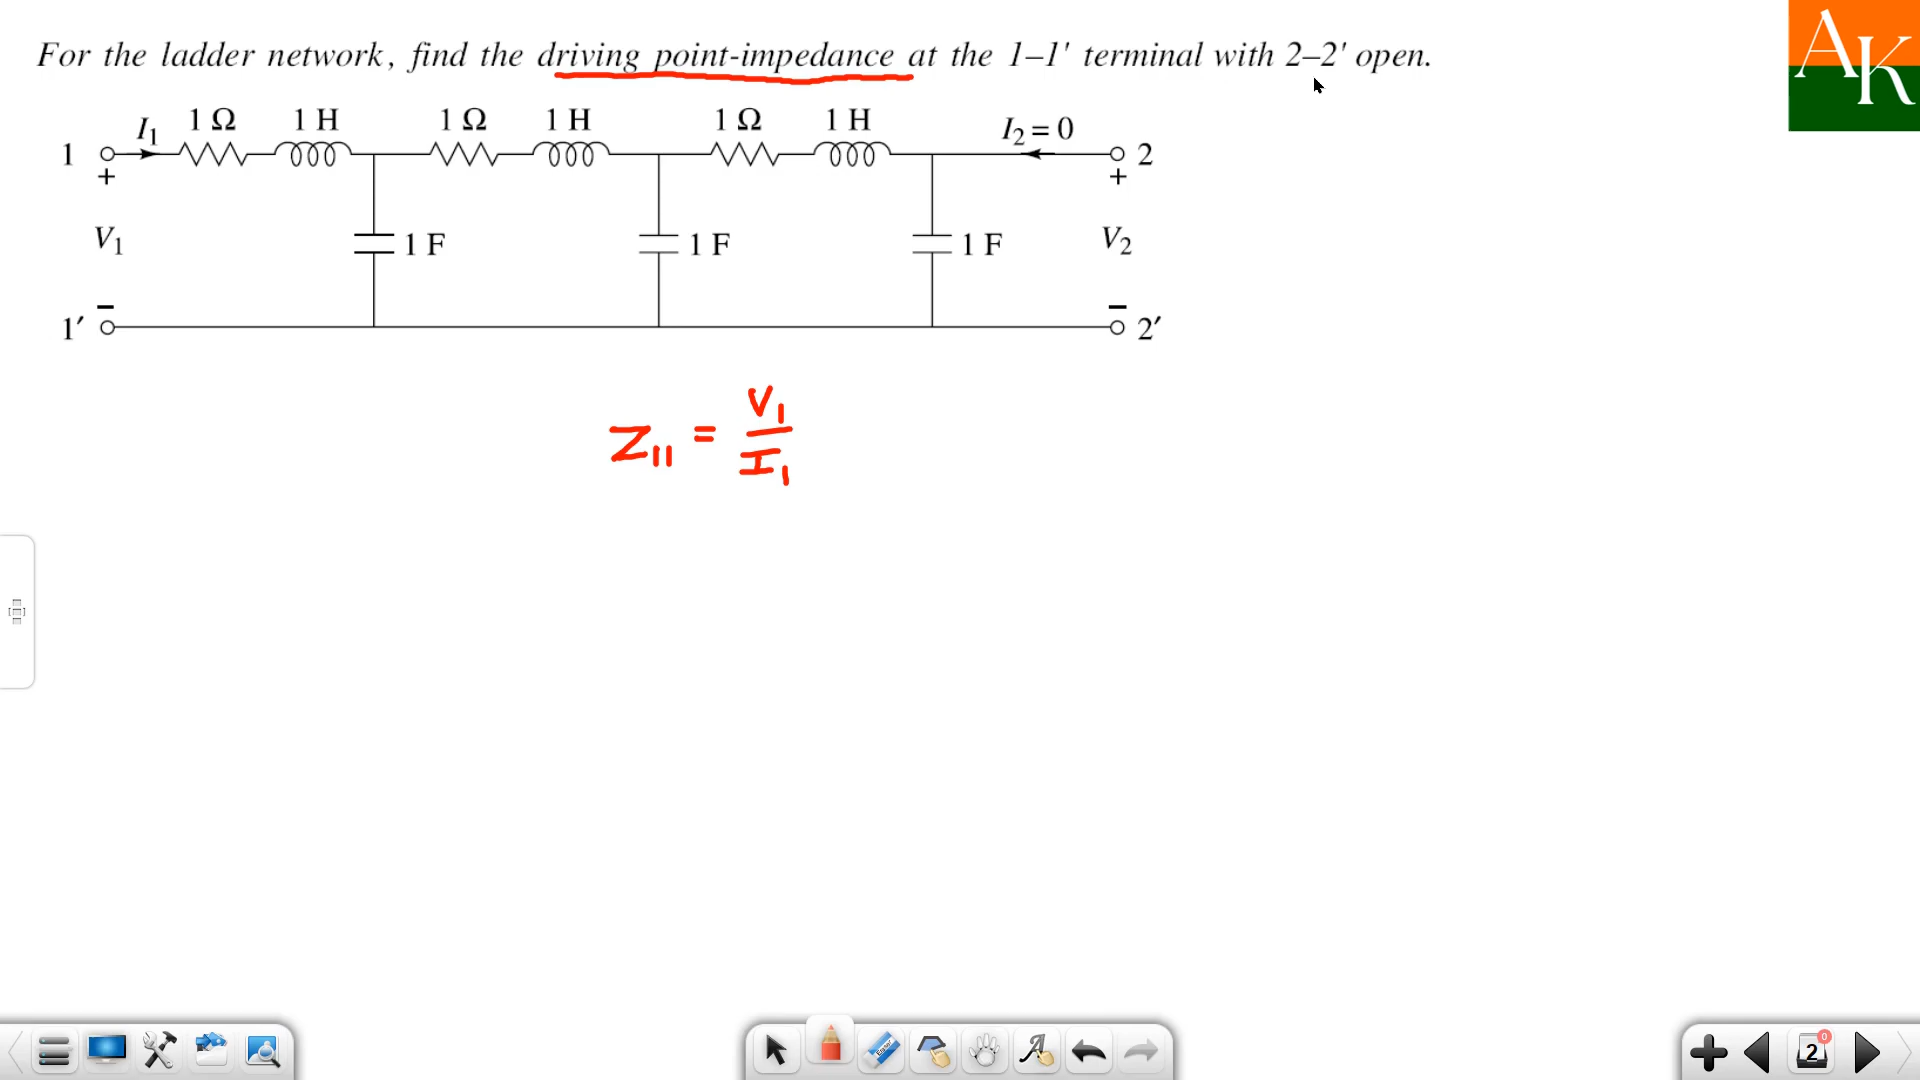 For the ladder network, find the driving point-impedance at the 1–1' terminal with 2–2' open.
I1 1 Ω 1 H 1 Ω 1 H 1 Ω 1 H I2 = 0
1 2
+ +
V1 1 F 1 F 1 F V2
– –
1′ 2′
Z11 = V1
I1
AK
Eraser
A
2
0